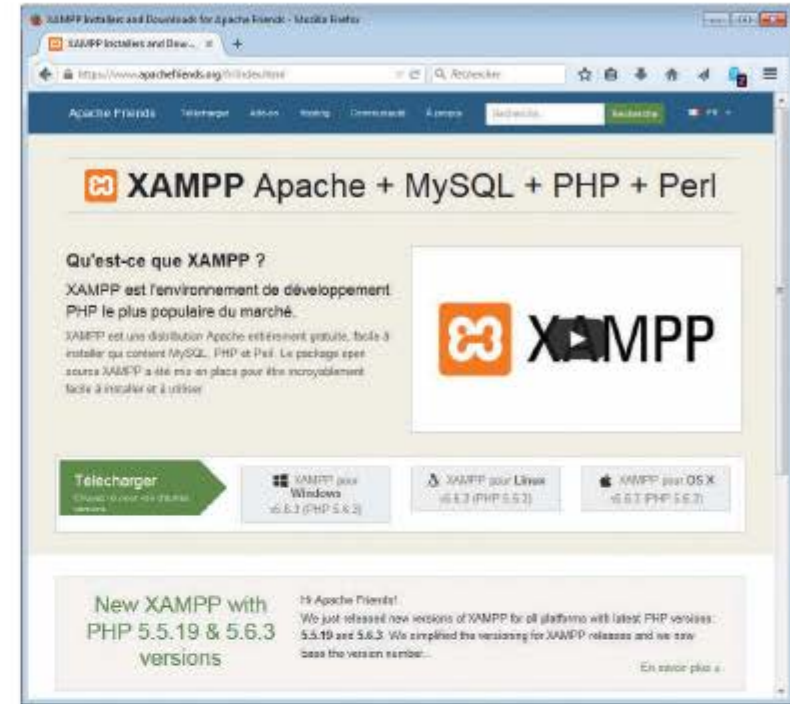 XAMPP Installers and Downloads for Apache Friends - Mozilla Firefox
XAMPP Installers and Dow...
https://www.apachefriends.org/fr/index.html
Rechercher
Apache Friends Télécharger Add-ons Hosting Communauté À propos Recherche... Recherche FR
XAMPP Apache + MySQL + PHP + Perl
Qu'est-ce que XAMPP ?
XAMPP est l'environnement de développement
PHP le plus populaire du marché.
XAMPP est une distribution Apache entièrement gratuite, facile à
installer qui contient MySQL, PHP et Perl. Le package open
source XAMPP a été mis en place pour être incroyablement
facile à installer et à utiliser.
XAMPP
Télécharger
Cliquez ici pour voir d'autres
versions
XAMPP pour
Windows
v5.6.3 (PHP 5.6.3)
XAMPP pour Linux
v5.6.3 (PHP 5.6.3)
XAMPP pour OS X
v5.6.3 (PHP 5.6.3)
New XAMPP with
PHP 5.5.19 & 5.6.3
versions
Hi Apache Friends!
We just released new versions of XAMPP for all platforms with latest PHP versions:
5.5.19 and 5.6.3. We simplified the versioning for XAMPP releases and we now
base the version number...
En savoir plus »